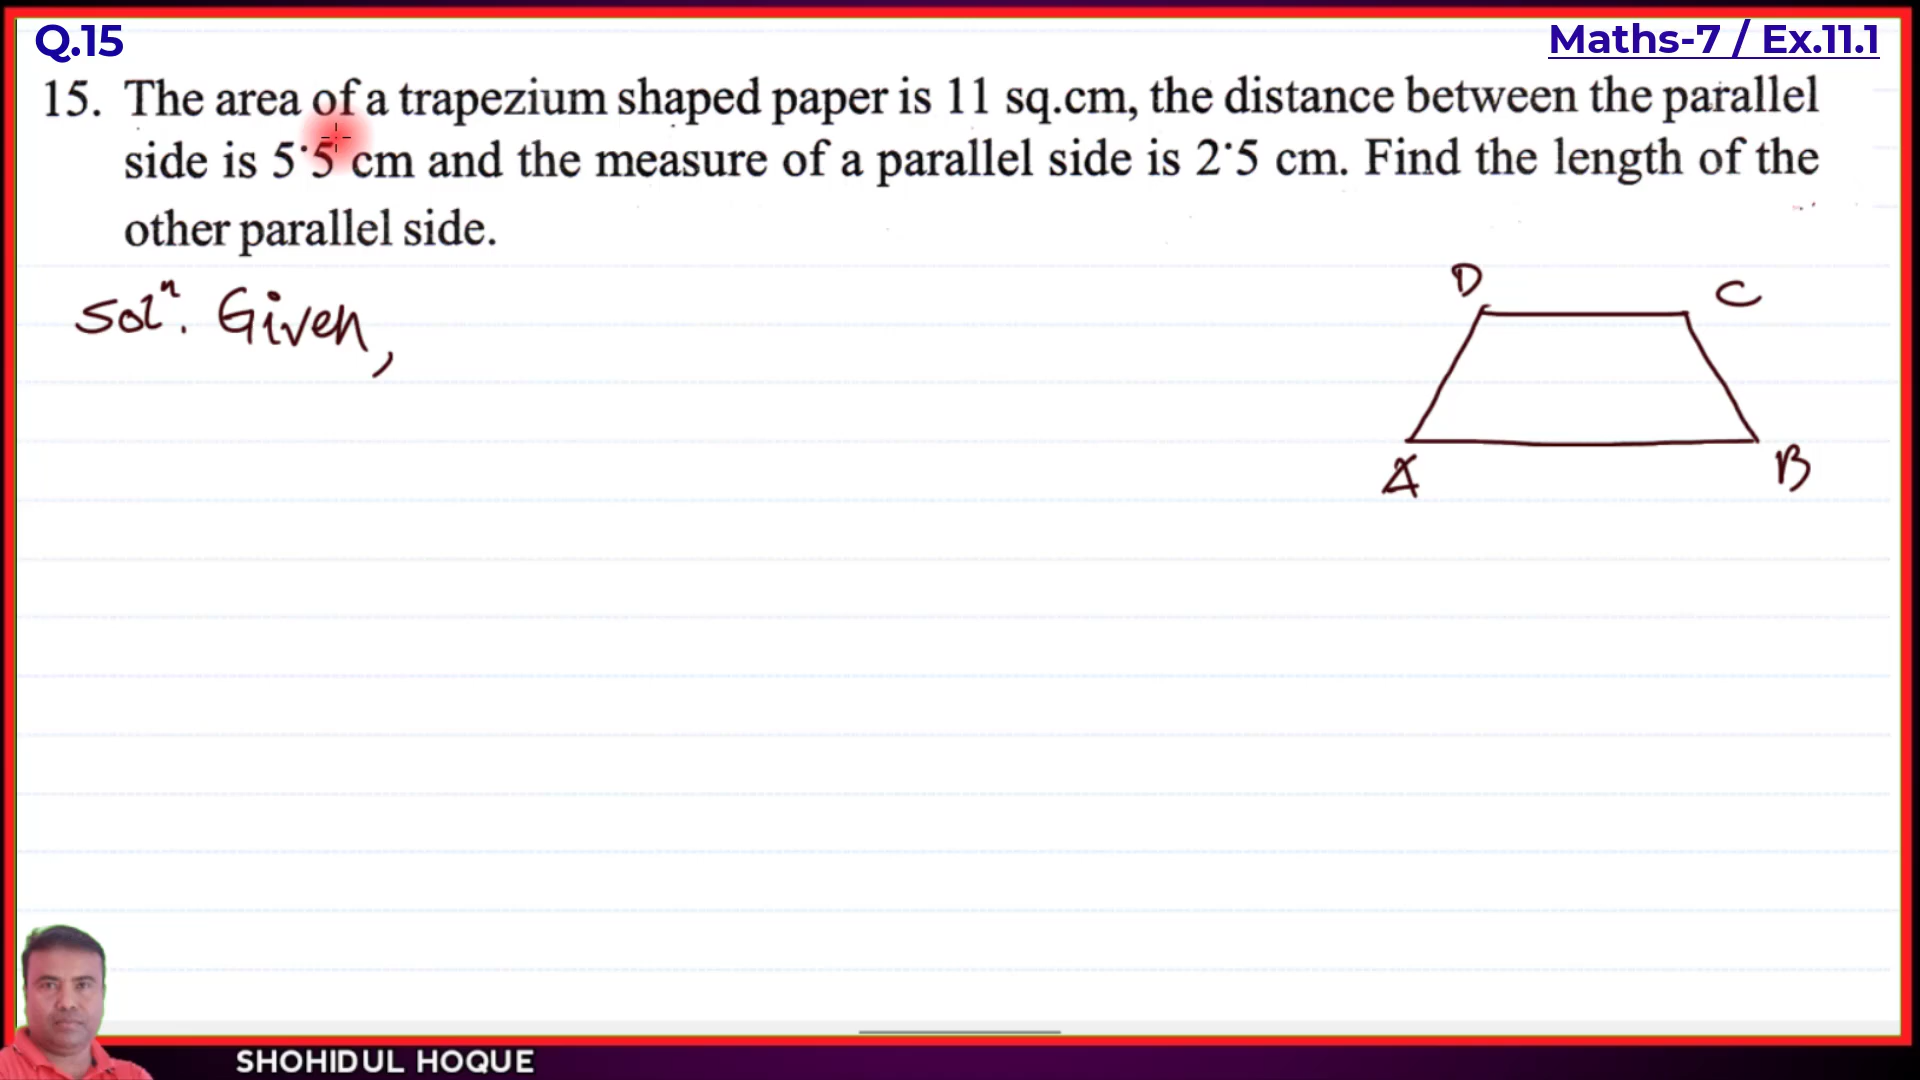 Q.15
Maths-7 / Ex.11.1
15. The area of a trapezium shaped paper is 11 sq.cm, the distance between the parallel
side is 5·5 cm and the measure of a parallel side is 2·5 cm. Find the length of the
other parallel side.
Solⁿ. Given,
D
C
A
B
SHOHIDUL HOQUE